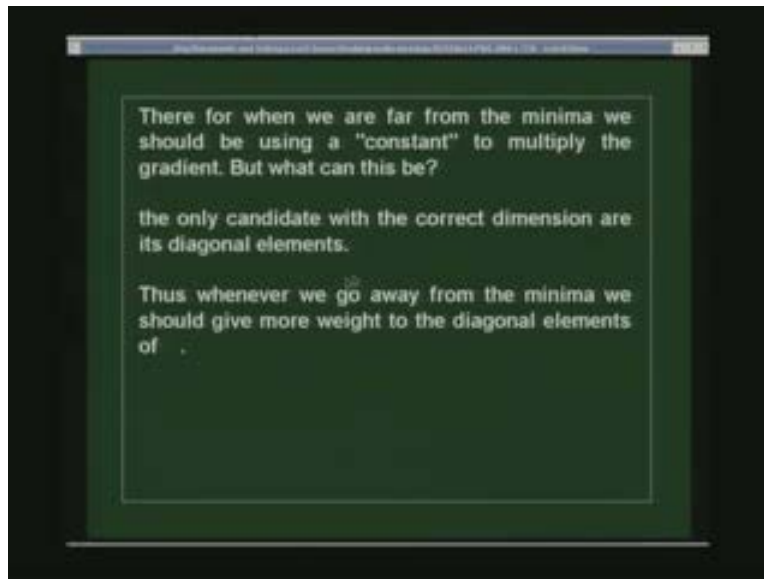 There for when we are far from the minima we
should be using a "constant" to multiply the
gradient. But what can this be?
the only candidate with the correct dimension are
its diagonal elements.
Thus whenever we go away from the minima we
should give more weight to the diagonal elements
of .